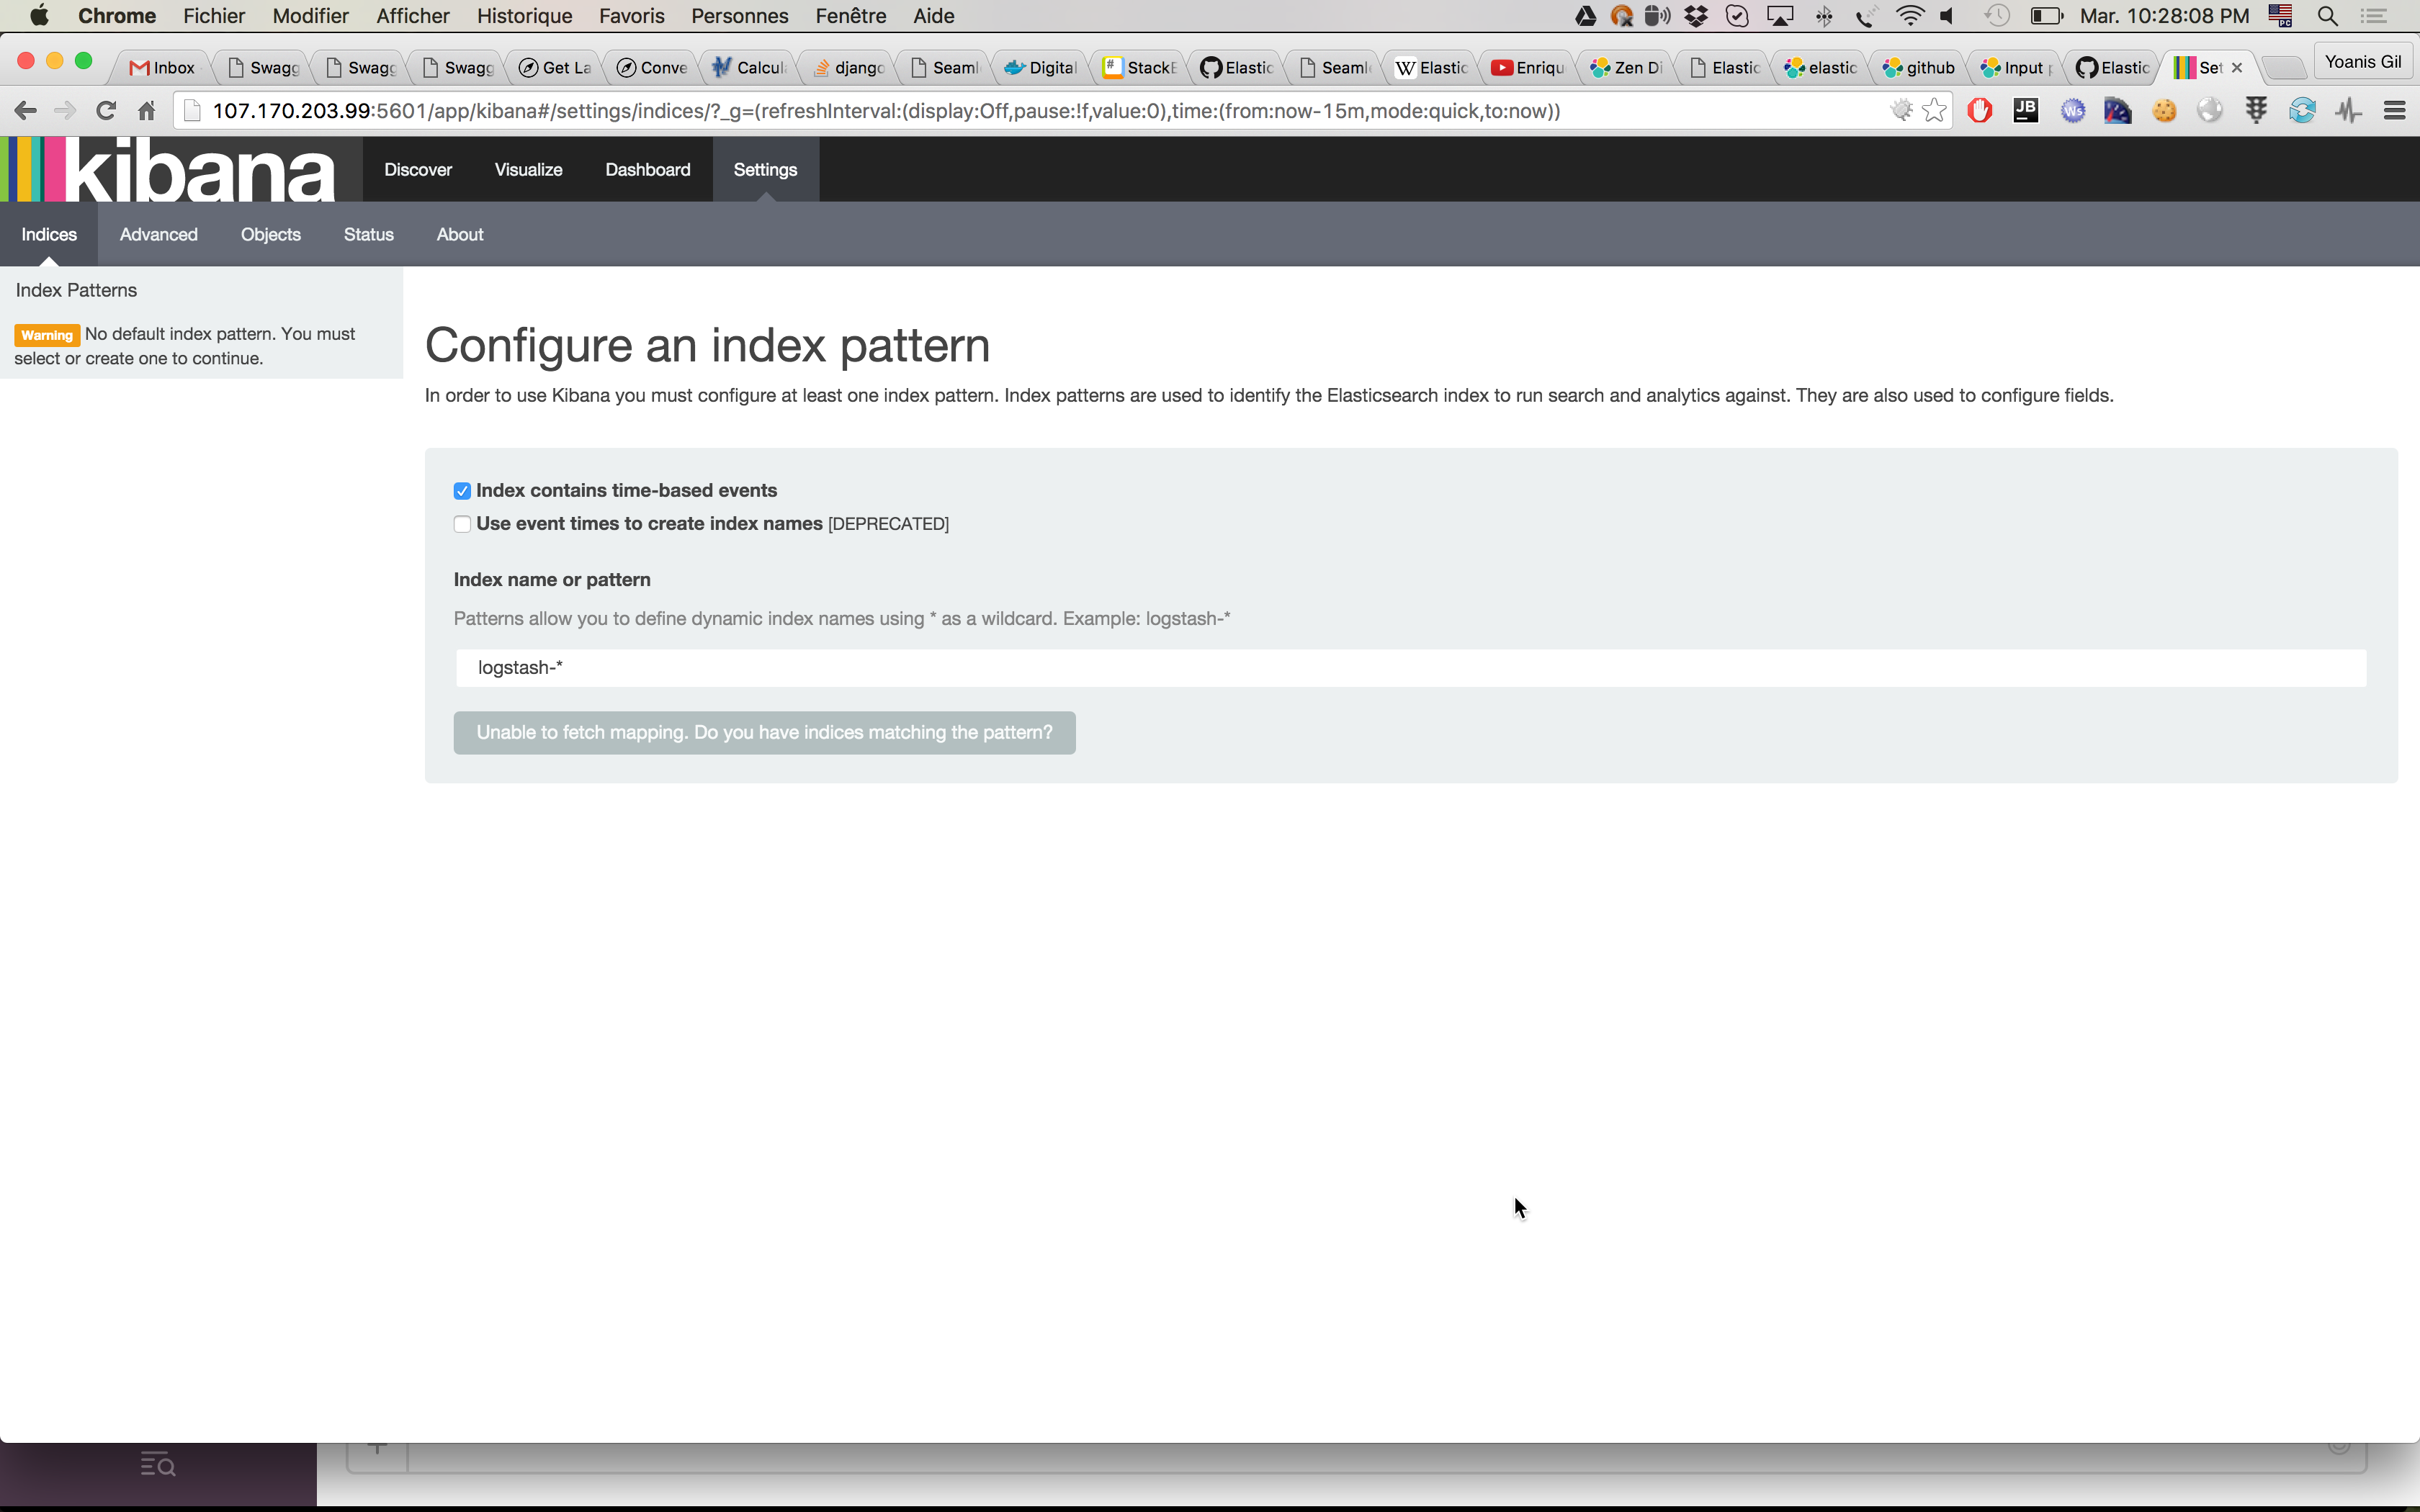 Chrome Fichier Modifier Afficher Historique Favoris Personnes Fenêtre Aide Mar. 10:28:08 PM
Inbox Swagg Swagg Swagg Get La Conve Calcul django Seaml Digital StackE Elastic Seaml Elastic Enriqu Zen Di Elastic elastic github Input Elastic Set Yoanis Gil
107.170.203.99:5601/app/kibana#/settings/indices/?_g=(refreshInterval:(display:Off,pause:!f,value:0),time:(from:now-15m,mode:quick,to:now))
kibana Discover Visualize Dashboard Settings
Indices Advanced Objects Status About
Index Patterns
Warning No default index pattern. You must
select or create one to continue.
Configure an index pattern
In order to use Kibana you must configure at least one index pattern. Index patterns are used to identify the Elasticsearch index to run search and analytics against. They are also used to configure fields.
Index contains time-based events
Use event times to create index names [DEPRECATED]
Index name or pattern
Patterns allow you to define dynamic index names using * as a wildcard. Example: logstash-*
logstash-*
Unable to fetch mapping. Do you have indices matching the pattern?